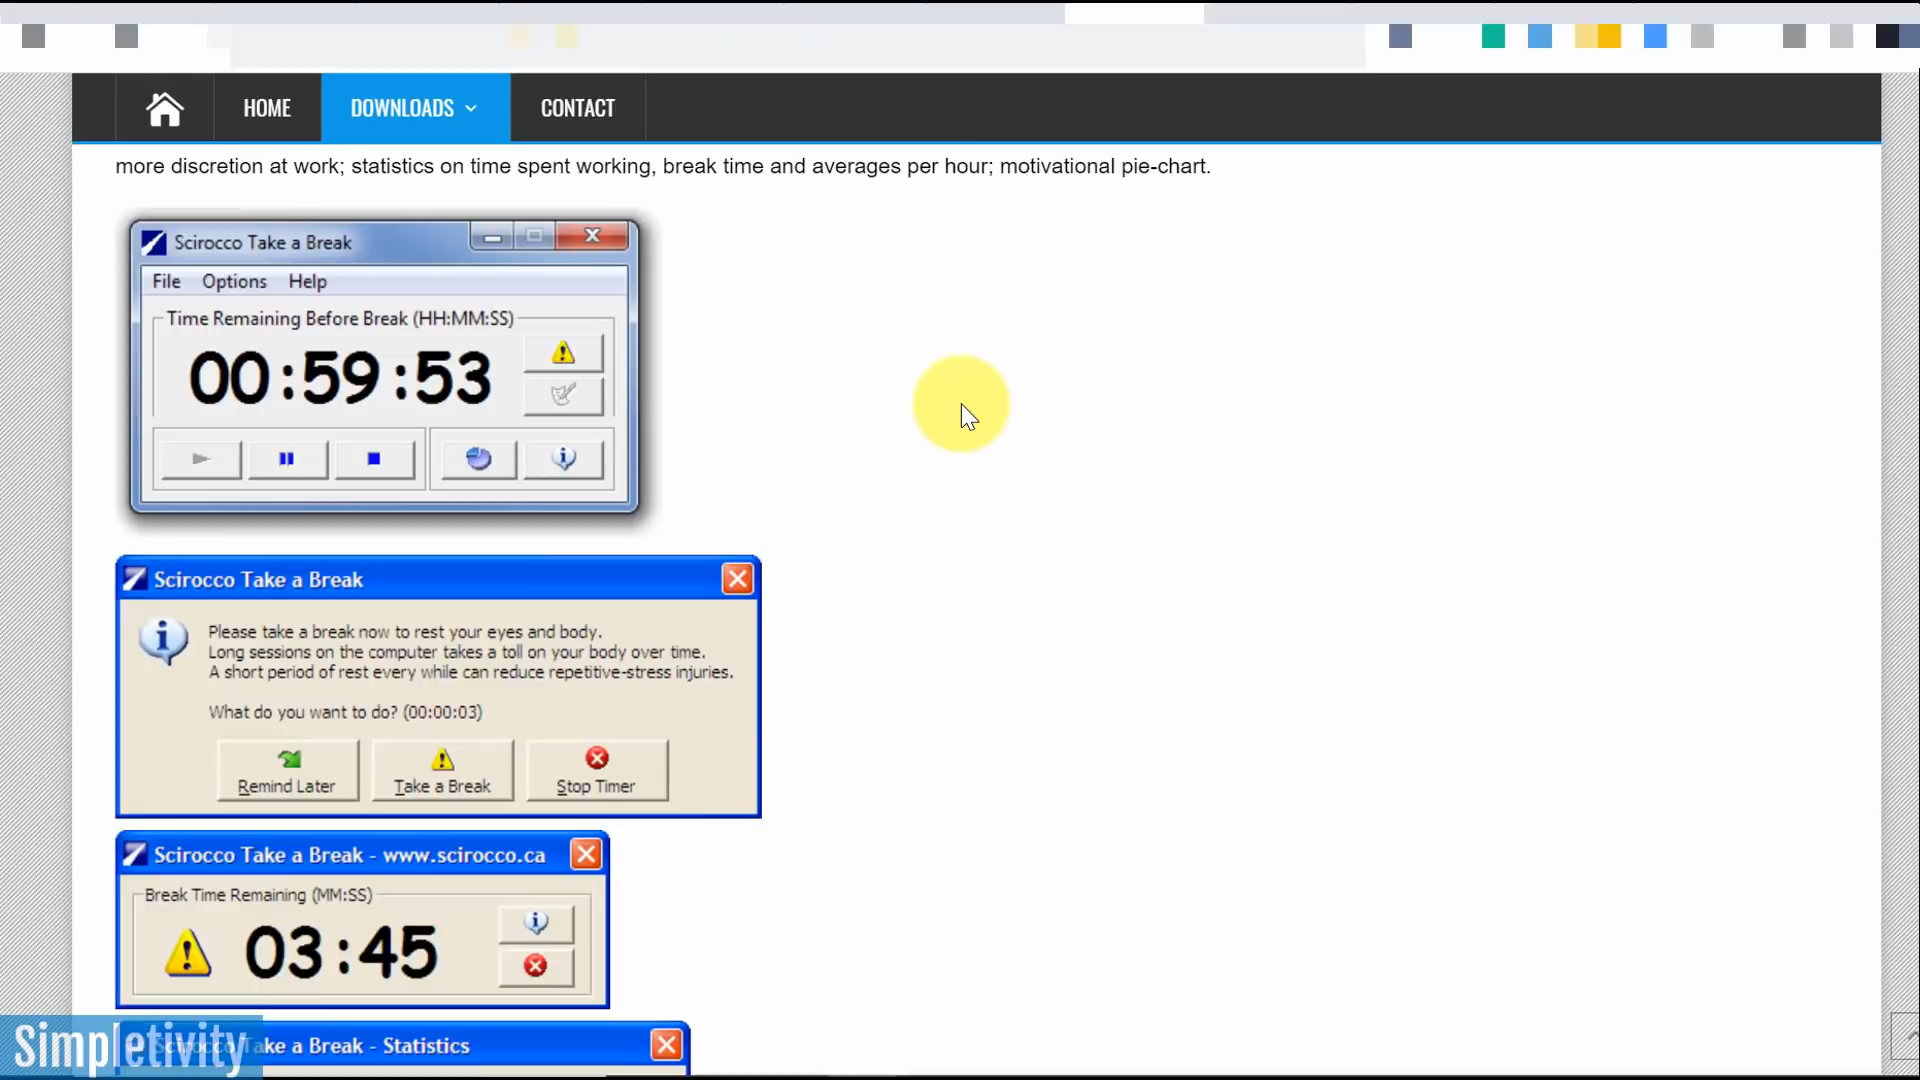 HOME
DOWNLOADS
CONTACT
more discretion at work; statistics on time spent working, break time and averages per hour; motivational pie-chart.
Scirocco Take a Break
File Options Help
Time Remaining Before Break (HH:MM:SS)
00:59:53
Scirocco Take a Break
Please take a break now to rest your eyes and body.
Long sessions on the computer takes a toll on your body over time.
A short period of rest every while can reduce repetitive-stress injuries.
What do you want to do? (00:00:03)
Remind Later
Take a Break
Stop Timer
Scirocco Take a Break - www.scirocco.ca
Break Time Remaining (MM:SS)
03:45
Scirocco Take a Break - Statistics
Simpletivity